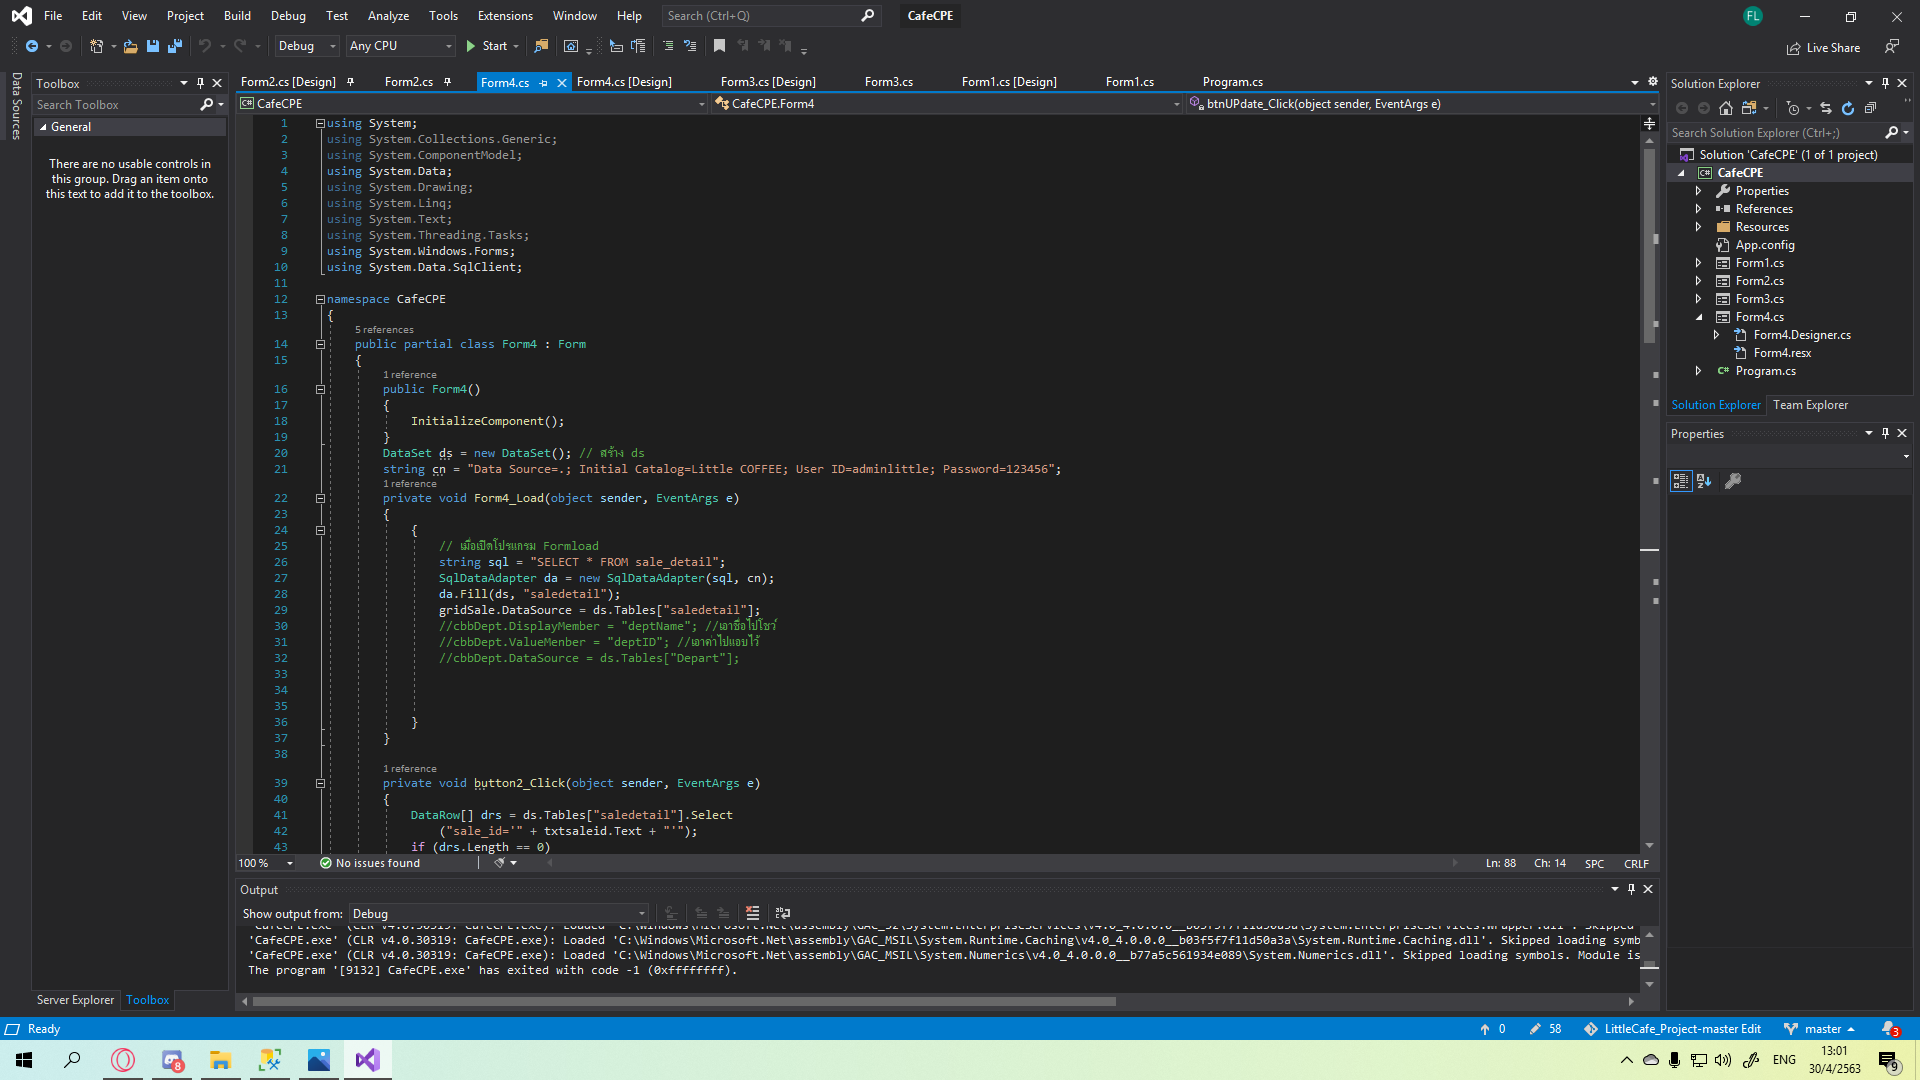 File Edit View Project Build Debug Test Analyze Tools Extensions Window Help Search (Ctrl+Q) CafeCPE FL
Debug Any CPU Start Live Share
Data Sources
Toolbox
Search Toolbox
General
There are no usable controls in
this group. Drag an item onto
this text to add it to the toolbox.
Server Explorer Toolbox
Form2.cs [Design] Form2.cs Form4.cs Form4.cs [Design] Form3.cs [Design] Form3.cs Form1.cs [Design] Form1.cs Program.cs
CafeCPE CafeCPE.Form4 btnUPdate_Click(object sender, EventArgs e)
1 using System;
2 using System.Collections.Generic;
3 using System.ComponentModel;
4 using System.Data;
5 using System.Drawing;
6 using System.Linq;
7 using System.Text;
8 using System.Threading.Tasks;
9 using System.Windows.Forms;
10 using System.Data.SqlClient;
11
12 namespace CafeCPE
13 {
5 references
14 public partial class Form4 : Form
15 {
1 reference
16 public Form4()
17 {
18 InitializeComponent();
19 }
20 DataSet ds = new DataSet(); // สร้าง ds
21 string cn = "Data Source=.; Initial Catalog=Little COFFEE; User ID=adminlittle; Password=123456";
1 reference
22 private void Form4_Load(object sender, EventArgs e)
23 {
24 {
25 // เมื่อเปิดโปรแกรม Formload
26 string sql = "SELECT * FROM sale_detail";
27 SqlDataAdapter da = new SqlDataAdapter(sql, cn);
28 da.Fill(ds, "saledetail");
29 gridSale.DataSource = ds.Tables["saledetail"];
30 //cbbDept.DisplayMember = "deptName"; //เอาชื่อไปโชว์
31 //cbbDept.ValueMenber = "deptID"; //เอาค่าไปแอบไว้
32 //cbbDept.DataSource = ds.Tables["Depart"];
33
34
35
36 }
37 }
38
1 reference
39 private void button2_Click(object sender, EventArgs e)
40 {
41 DataRow[] drs = ds.Tables["saledetail"].Select
42 ("sale_id='" + txtsaleid.Text + "'");
43 if (drs.Length == 0)
100 % No issues found Ln: 88 Ch: 14 SPC CRLF
Output
Show output from: Debug
'CafeCPE.exe' (CLR v4.0.30319: CafeCPE.exe): Loaded 'C:\Windows\Microsoft.Net\assembly\GAC_MSIL\System.Runtime.Caching\v4.0_4.0.0.0__b03f5f7f11d50a3a\System.Runtime.Caching.dll'. Skipped loading symb
'CafeCPE.exe' (CLR v4.0.30319: CafeCPE.exe): Loaded 'C:\Windows\Microsoft.Net\assembly\GAC_MSIL\System.Numerics\v4.0_4.0.0.0__b77a5c561934e089\System.Numerics.dll'. Skipped loading symbols. Module is
The program '[9132] CafeCPE.exe' has exited with code -1 (0xffffffff).
Solution Explorer
Search Solution Explorer (Ctrl+;)
Solution 'CafeCPE' (1 of 1 project)
C# CafeCPE
Properties
References
Resources
App.config
Form1.cs
Form2.cs
Form3.cs
Form4.cs
Form4.Designer.cs
Form4.resx
C# Program.cs
Solution Explorer Team Explorer
Properties
Ready 0 58 LittleCafe_Project-master Edit master 3
8 ENG 13:01
30/4/2563 9